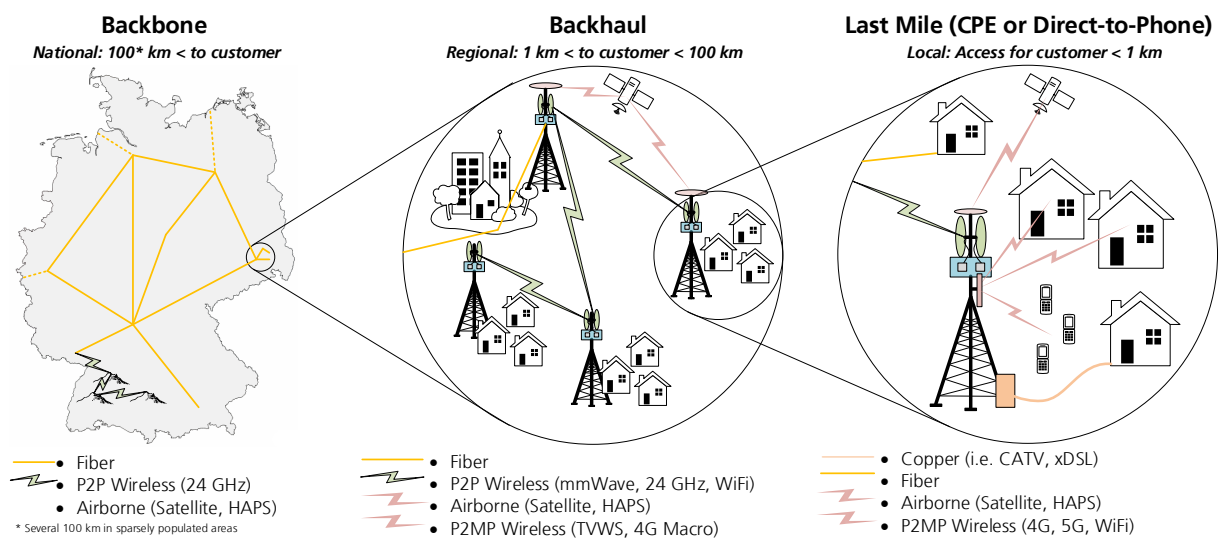 Backbone
National: 100* km < to customer
• Fiber
• P2P Wireless (24 GHz)
• Airborne (Satellite, HAPS)
* Several 100 km in sparsely populated areas
Backhaul
Regional: 1 km < to customer < 100 km
• Fiber
• P2P Wireless (mmWave, 24 GHz, WiFi)
• Airborne (Satellite, HAPS)
• P2MP Wireless (TVWS, 4G Macro)
Last Mile (CPE or Direct-to-Phone)
Local: Access for customer < 1 km
• Copper (i.e. CATV, xDSL)
• Fiber
• Airborne (Satellite, HAPS)
• P2MP Wireless (4G, 5G, WiFi)